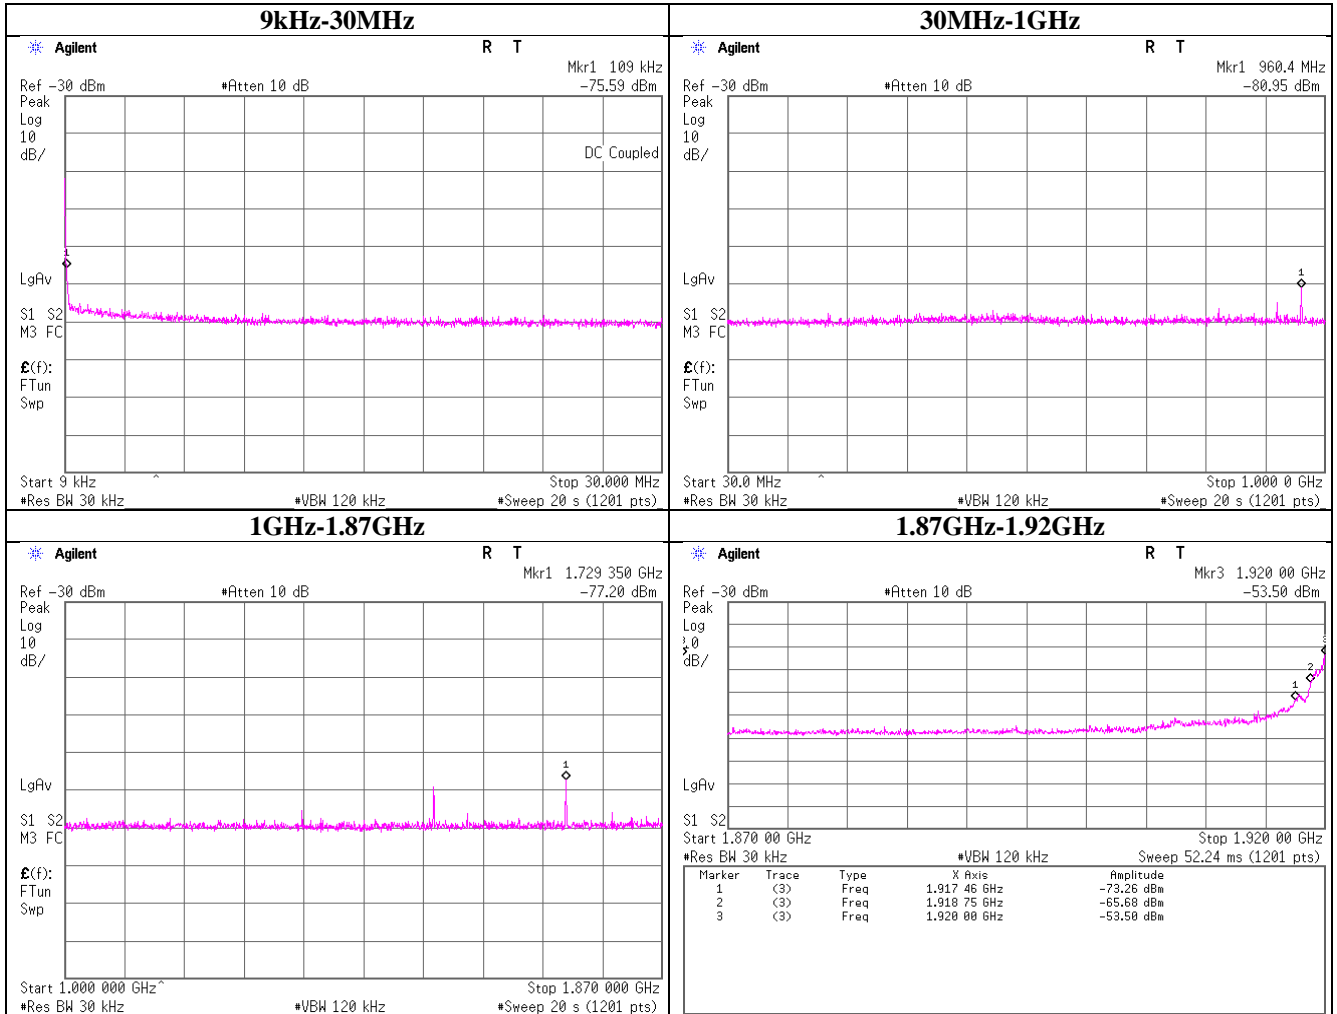 9kHz-30MHz
Agilent
R T
Mkr1 109 kHz
Ref -30 dBm #Atten 10 dB -75.59 dBm
Peak
Log
10
dB/
DC Coupled
1
LgAv
S1 S2
M3 FC
£(f):
FTun
Swp
Start 9 kHz ^ Stop 30.000 MHz
#Res BW 30 kHz #VBW 120 kHz #Sweep 20 s (1201 pts)
30MHz-1GHz
Agilent
R T
Mkr1 960.4 MHz
Ref -30 dBm #Atten 10 dB -80.95 dBm
Peak
Log
10
dB/
1
LgAv
S1 S2
M3 FC
£(f):
FTun
Swp
Start 30.0 MHz ^ Stop 1.000 0 GHz
#Res BW 30 kHz #VBW 120 kHz #Sweep 20 s (1201 pts)
1GHz-1.87GHz
Agilent
R T
Mkr1 1.729 350 GHz
Ref -30 dBm #Atten 10 dB -77.20 dBm
Peak
Log
10
dB/
1
LgAv
S1 S2
M3 FC
£(f):
FTun
Swp
Start 1.000 000 GHz^ Stop 1.870 000 GHz
#Res BW 30 kHz #VBW 120 kHz #Sweep 20 s (1201 pts)
1.87GHz-1.92GHz
Agilent
R T
Mkr3 1.920 00 GHz
Ref -30 dBm #Atten 10 dB -53.50 dBm
Peak
Log
dB/
2
1
LgAv
S1 S2
Start 1.870 00 GHz Stop 1.920 00 GHz
#Res BW 30 kHz #VBW 120 kHz Sweep 52.24 ms (1201 pts)
Marker Trace Type X Axis Amplitude
1 (3) Freq 1.917 46 GHz -73.26 dBm
2 (3) Freq 1.918 75 GHz -65.68 dBm
3 (3) Freq 1.920 00 GHz -53.50 dBm